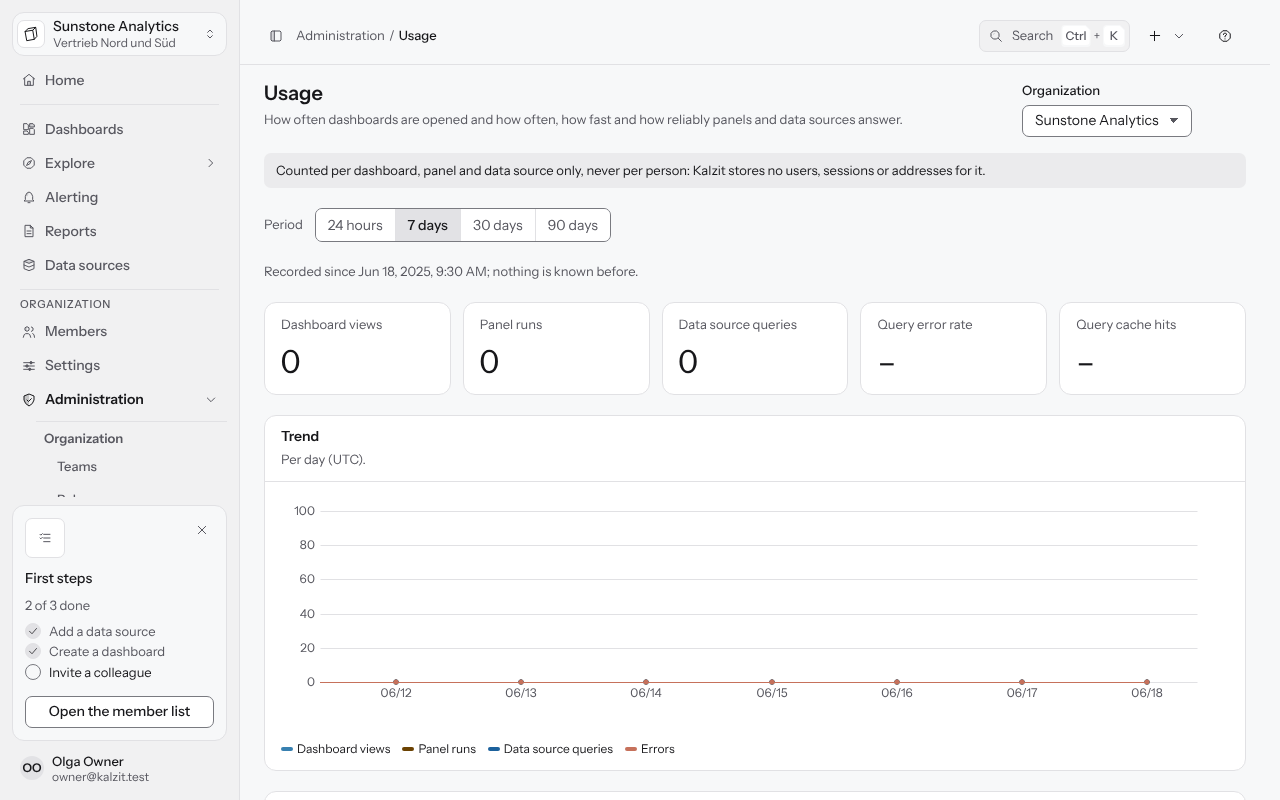 Sunstone Analytics
Vertrieb Nord und Süd
Home
Dashboards
Explore
Alerting
Reports
Data sources
ORGANIZATION
Members
Settings
Administration
Organization
Teams
First steps
2 of 3 done
Add a data source
Create a dashboard
Invite a colleague
Open the member list
OO
Olga Owner
owner@kalzit.test
Administration / Usage
Search Ctrl + K
Usage
How often dashboards are opened and how often, how fast and how reliably panels and data sources answer.
Organization
Sunstone Analytics
Counted per dashboard, panel and data source only, never per person: Kalzit stores no users, sessions or addresses for it.
Period
24 hours
7 days
30 days
90 days
Recorded since Jun 18, 2025, 9:30 AM; nothing is known before.
Dashboard views
0
Panel runs
0
Data source queries
0
Query error rate
–
Query cache hits
–
Trend
Per day (UTC).
100
80
60
40
20
0
06/12 06/13 06/14 06/15 06/16 06/17 06/18
Dashboard views Panel runs Data source queries Errors